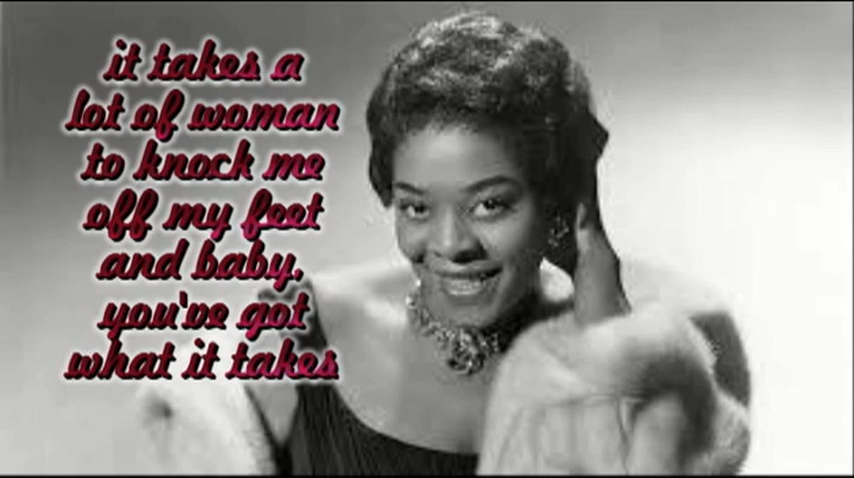 it takes a
lot of woman
to knock me
off my feet
and baby,
you've got
what it takes